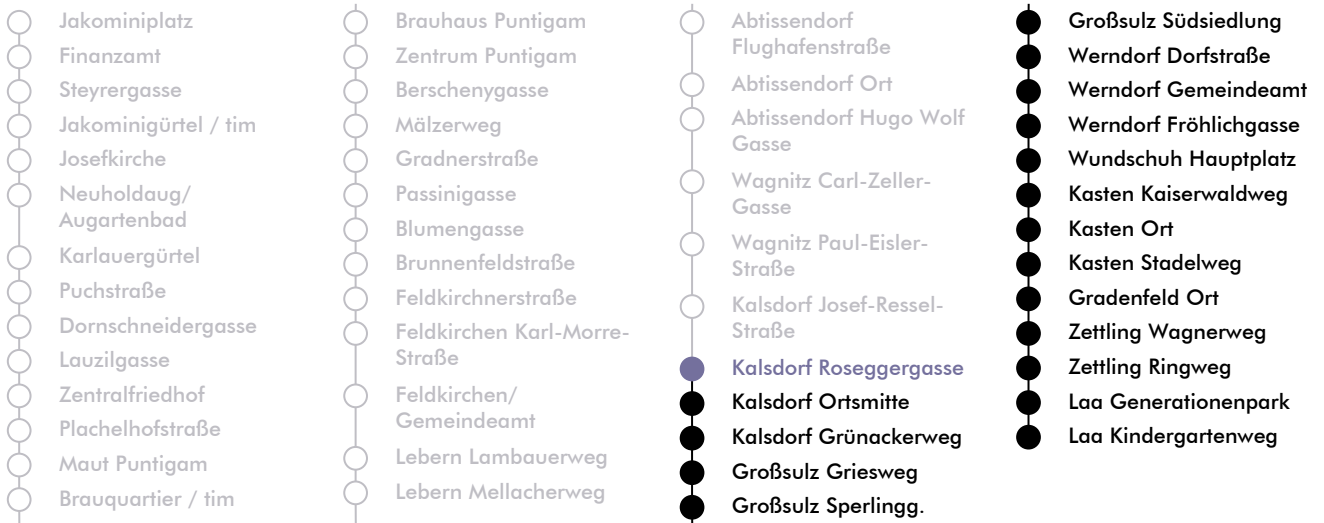 Jakominiplatz
Finanzamt
Steyrergasse
Jakominigürtel / tim
Josefkirche
Neuholdaug/
Augartenbad
Karlauergürtel
Puchstraße
Dornschneidergasse
Lauzilgasse
Zentralfriedhof
Plachelhofstraße
Maut Puntigam
Brauquartier / tim
Brauhaus Puntigam
Zentrum Puntigam
Berschenygasse
Mälzerweg
Gradnerstraße
Passinigasse
Blumengasse
Brunnenfeldstraße
Feldkirchnerstraße
Feldkirchen Karl-Morre-
Straße
Feldkirchen/
Gemeindeamt
Lebern Lambauerweg
Lebern Mellacherweg
Abtissendorf
Flughafenstraße
Abtissendorf Ort
Abtissendorf Hugo Wolf
Gasse
Wagnitz Carl-Zeller-
Gasse
Wagnitz Paul-Eisler-
Straße
Kalsdorf Josef-Ressel-
Straße
Kalsdorf Roseggergasse
Kalsdorf Ortsmitte
Kalsdorf Grünackerweg
Großsulz Griesweg
Großsulz Sperlingg.
Großsulz Südsiedlung
Werndorf Dorfstraße
Werndorf Gemeindeamt
Werndorf Fröhlichgasse
Wundschuh Hauptplatz
Kasten Kaiserwaldweg
Kasten Ort
Kasten Stadelweg
Gradenfeld Ort
Zettling Wagnerweg
Zettling Ringweg
Laa Generationenpark
Laa Kindergartenweg